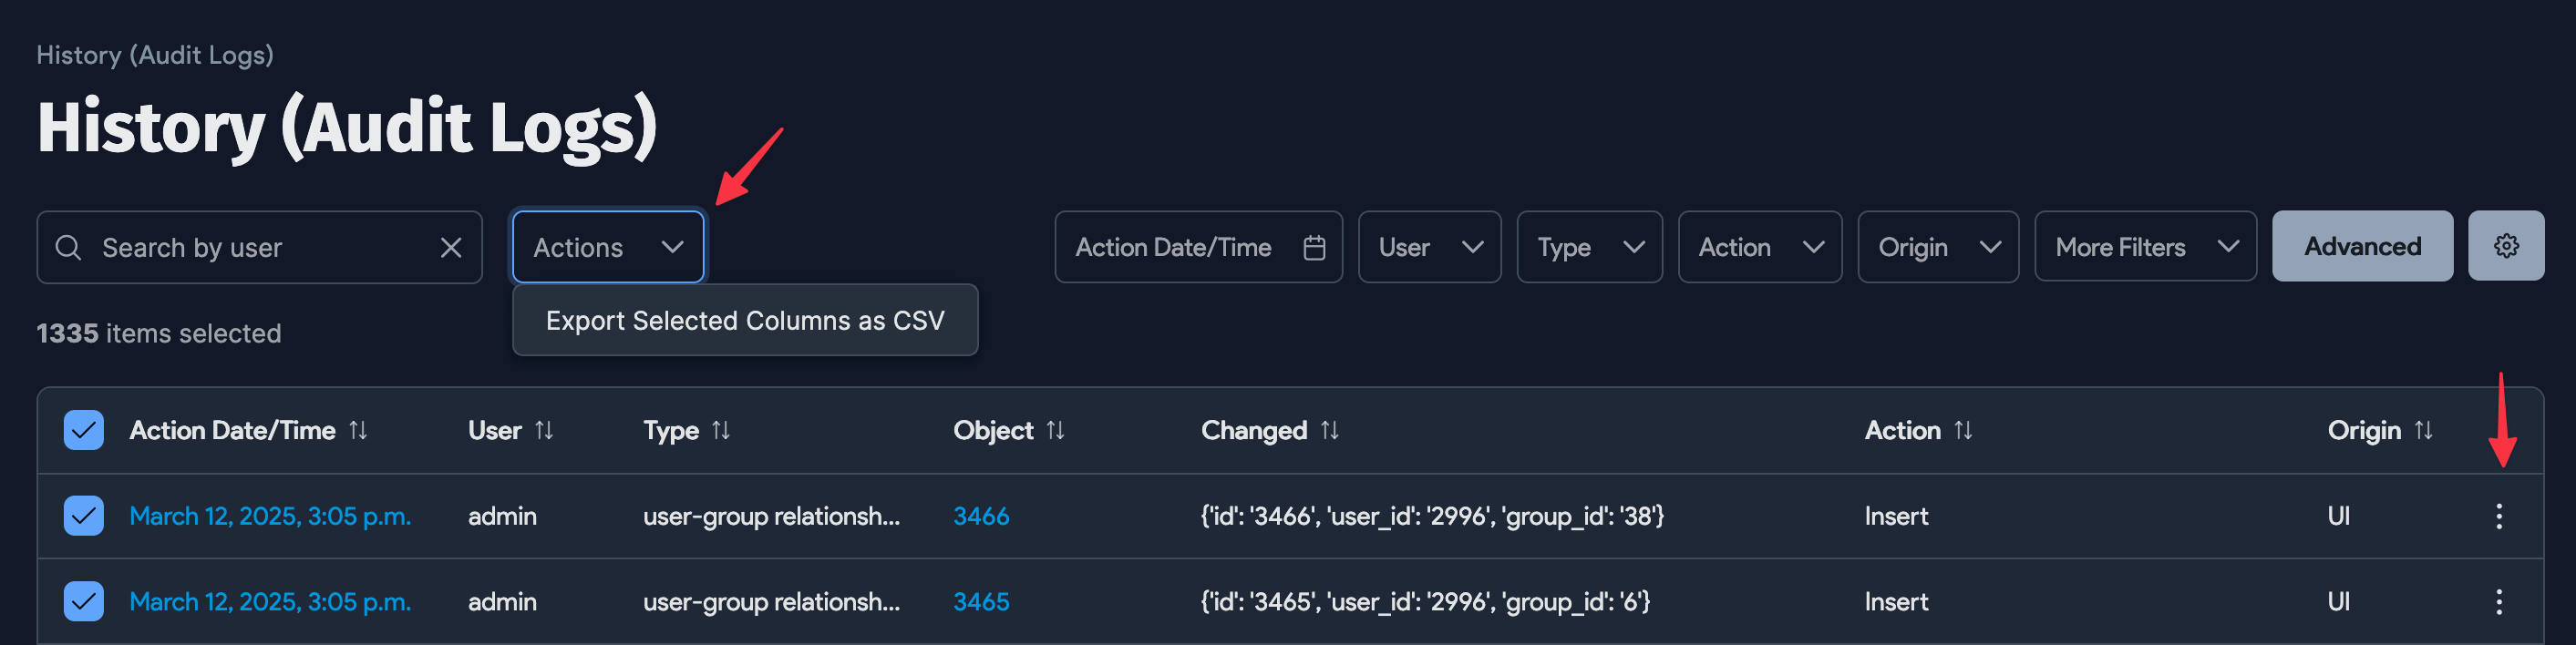 History (Audit Logs)
History (Audit Logs)
Search by user Actions Action Date/Time User Type Action Origin More Filters Advanced
Export Selected Columns as CSV
1335 items selected
Action Date/Time User Type Object Changed Action Origin
March 12, 2025, 3:05 p.m. admin user-group relationsh... 3466 {'id': '3466', 'user_id': '2996', 'group_id': '38'} Insert UI
March 12, 2025, 3:05 p.m. admin user-group relationsh... 3465 {'id': '3465', 'user_id': '2996', 'group_id': '6'} Insert UI